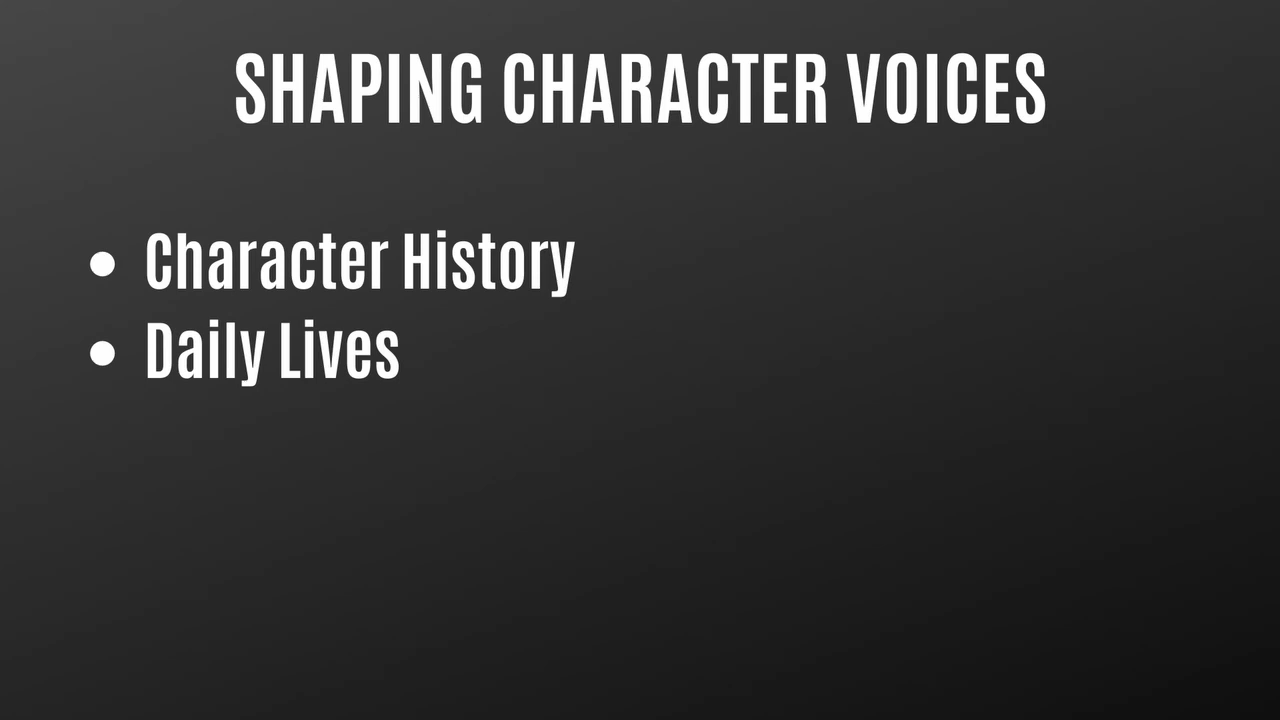 SHAPING CHARACTER VOICES
• Character History
• Daily Lives